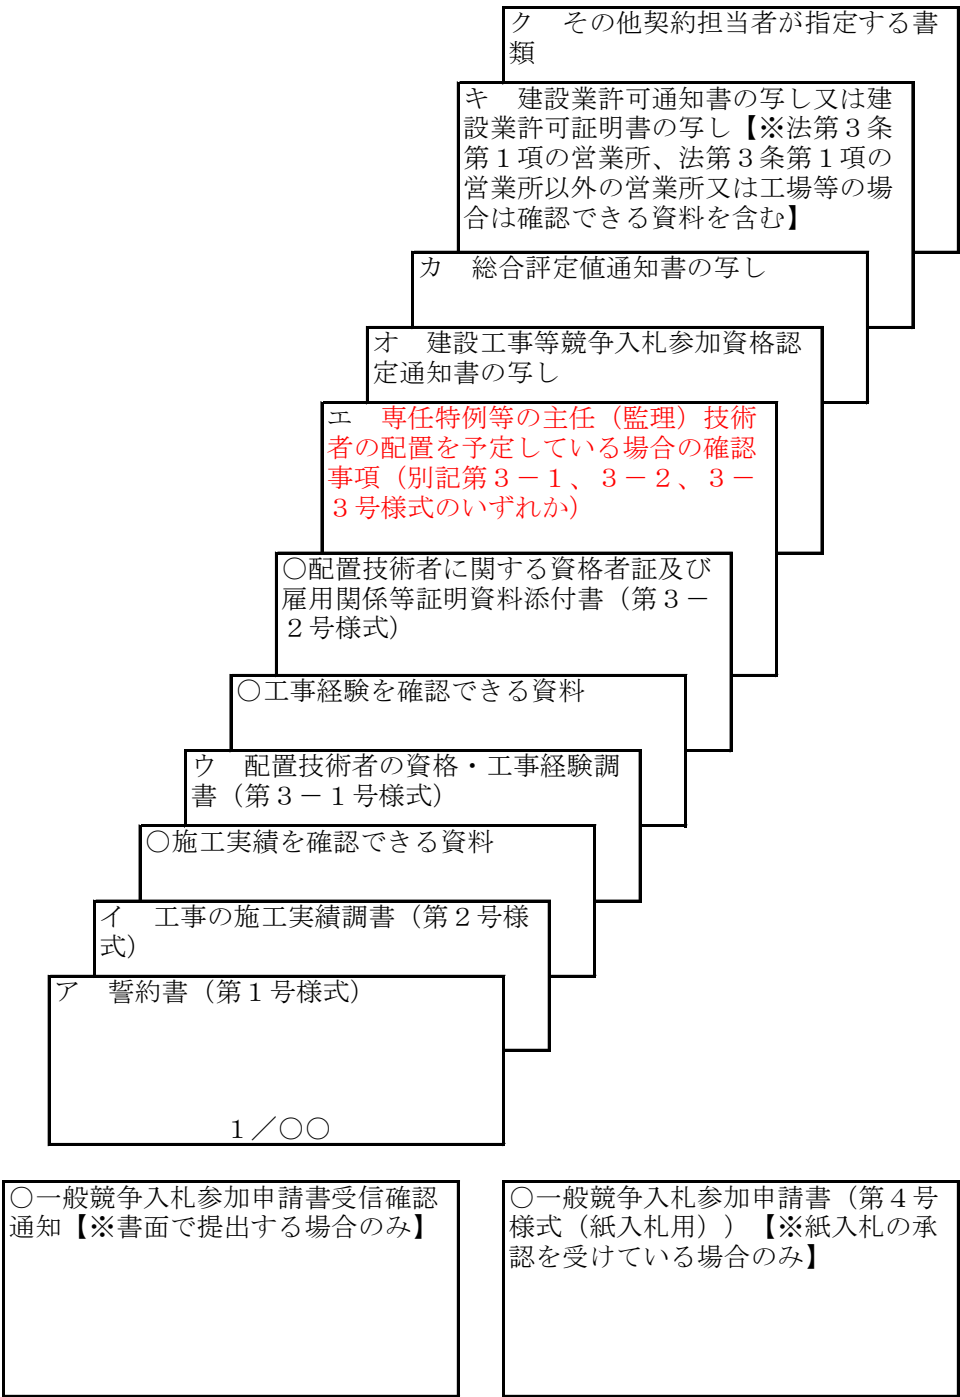 ク　その他契約担当者が指定する書
類
キ　建設業許可通知書の写し又は建
設業許可証明書の写し【※法第３条
第１項の営業所、法第３条第１項の
営業所以外の営業所又は工場等の場
合は確認できる資料を含む】
カ　総合評定値通知書の写し
オ　建設工事等競争入札参加資格認
定通知書の写し
エ　専任特例等の主任（監理）技術
者の配置を予定している場合の確認
事項（別記第３－１、３－２、３－
３号様式のいずれか）
○配置技術者に関する資格者証及び
雇用関係等証明資料添付書（第３－
２号様式）
○工事経験を確認できる資料
ウ　配置技術者の資格・工事経験調
書（第３－１号様式）
○施工実績を確認できる資料
イ　工事の施工実績調書（第２号様
式）
ア　誓約書（第１号様式）
１／○○
○一般競争入札参加申請書受信確認
通知【※書面で提出する場合のみ】
○一般競争入札参加申請書（第４号
様式（紙入札用））【※紙入札の承
認を受けている場合のみ】